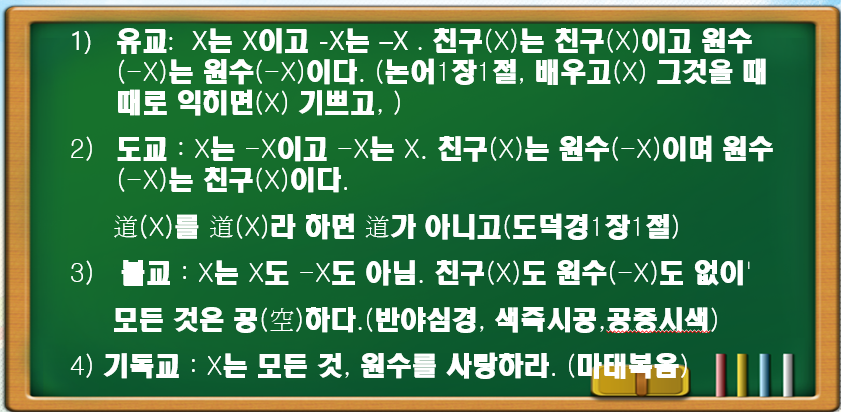 1) 유교: X는 X이고 -X는 –X . 친구(X)는 친구(X)이고 원수
(-X)는 원수(-X)이다. (논어1장1절, 배우고(X) 그것을 때
때로 익히면(X) 기쁘고, )
2) 도교 : X는 -X이고 -X는 X. 친구(X)는 원수(-X)이며 원수
(-X)는 친구(X)이다.
道(X)를 道(X)라 하면 道가 아니고(도덕경1장1절)
3) 불교 : X는 X도 -X도 아님. 친구(X)도 원수(-X)도 없이'
모든 것은 공(空)하다.(반야심경, 색즉시공,공증시색)
4) 기독교 : X는 모든 것, 원수를 사랑하라. (마태복음)